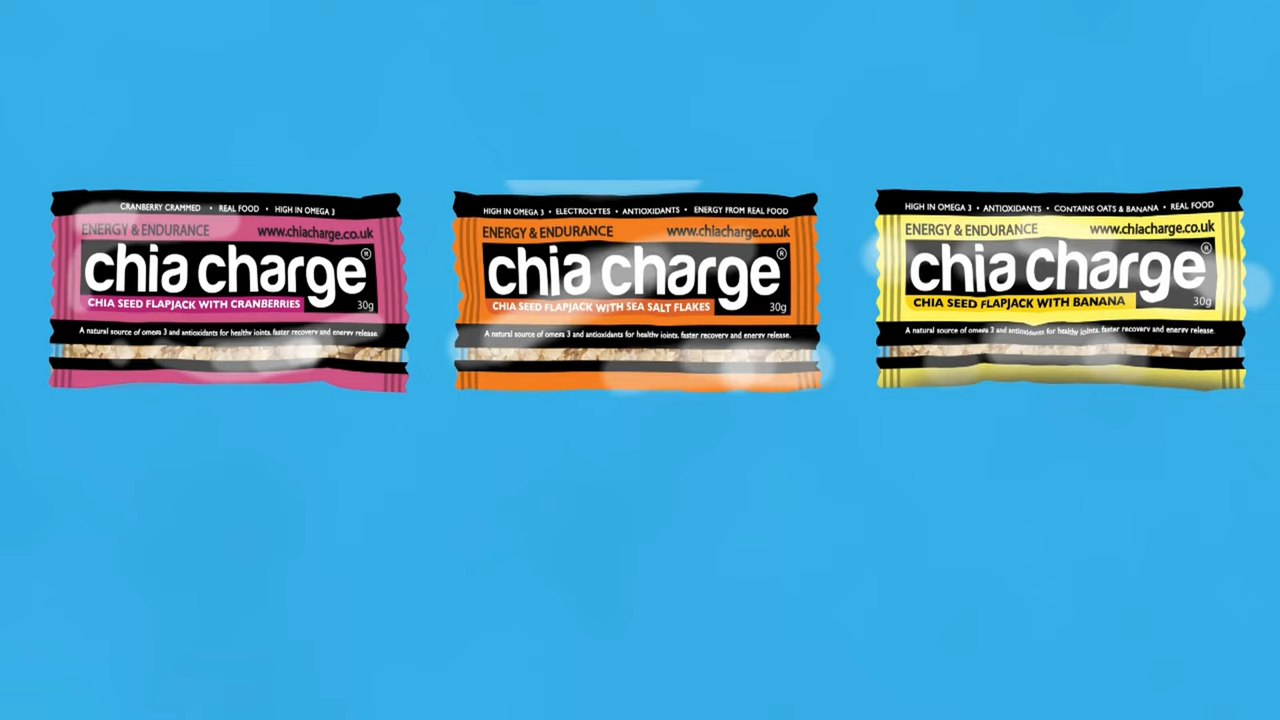 CRANBERRY CRAMMED • REAL FOOD • HIGH IN OMEGA 3
ENERGY & ENDURANCE www.chiacharge.co.uk
chia charge®
CHIA SEED FLAPJACK WITH CRANBERRIES 30g
A natural source of omega 3 and antioxidants for healthy joints, faster recovery and energy release.
HIGH IN OMEGA 3 • ELECTROLYTES • ANTIOXIDANTS • ENERGY FROM REAL FOOD
ENERGY & ENDURANCE www.chiacharge.co.uk
chia charge®
CHIA SEED FLAPJACK WITH SEA SALT FLAKES 30g
A natural source of omega 3 and antioxidants for healthy joints, faster recovery and energy release.
HIGH IN OMEGA 3 • ANTIOXIDANTS • CONTAINS OATS & BANANA • REAL FOOD
ENERGY & ENDURANCE www.chiacharge.co.uk
chia charge®
CHIA SEED FLAPJACK WITH BANANA 30g
A natural source of omega 3 and antioxidants for healthy joints, faster recovery and energy release.